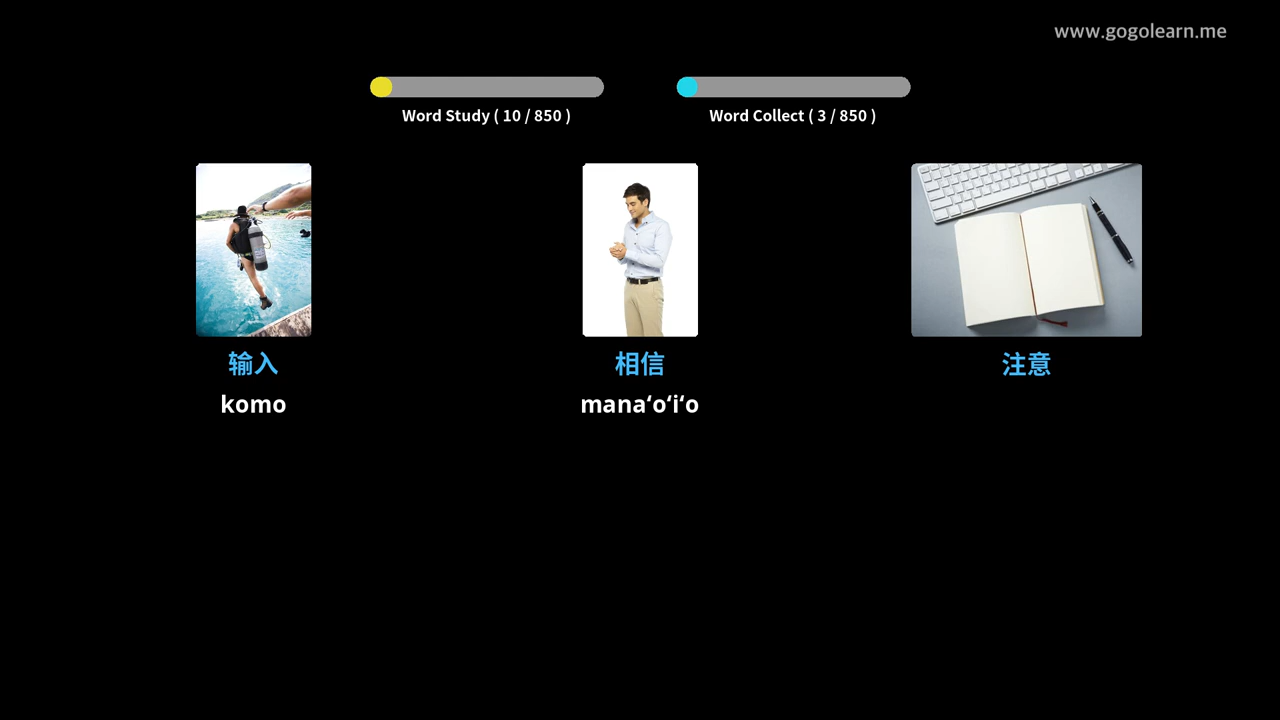 www.gogolearn.me
Word Study ( 10 / 850 )
Word Collect ( 3 / 850 )
输入
相信
注意
komo
manaʻoʻiʻo